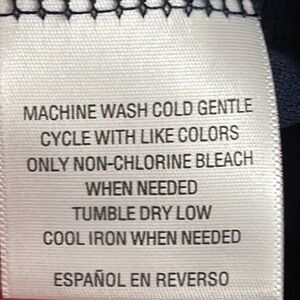 MACHINE WASH COLD GENTLE
CYCLE WITH LIKE COLORS
ONLY NON-CHLORINE BLEACH
WHEN NEEDED
TUMBLE DRY LOW
COOL IRON WHEN NEEDED
ESPAÑOL EN REVERSO